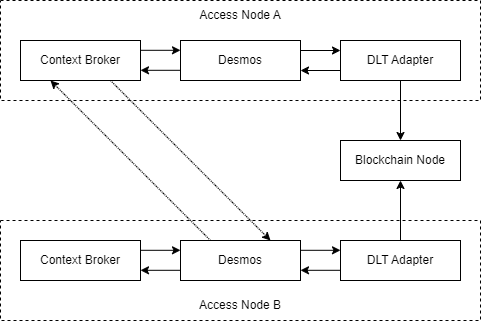 Access Node A
Context Broker
Desmos
DLT Adapter
Blockchain Node
Context Broker
Desmos
DLT Adapter
Access Node B